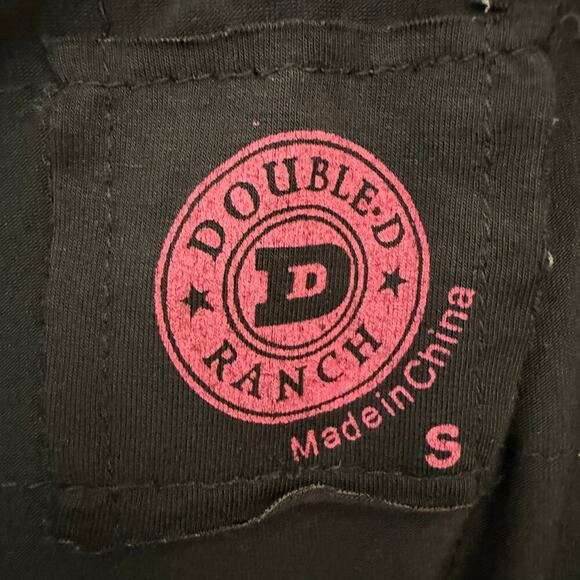 DOUBLE·D
D
D
RANCH
Made in China
S